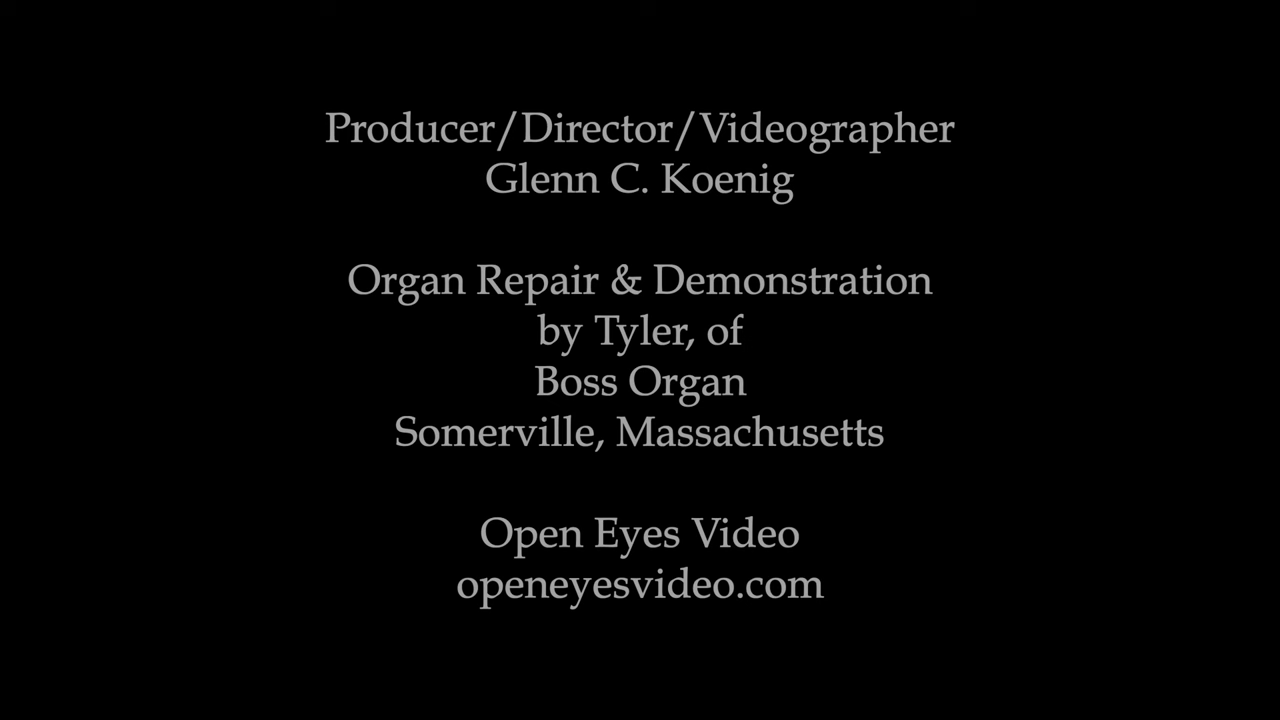 Producer/Director/Videographer
Glenn C. Koenig
Organ Repair & Demonstration
by Tyler, of
Boss Organ
Somerville, Massachusetts
Open Eyes Video
openeyesvideo.com